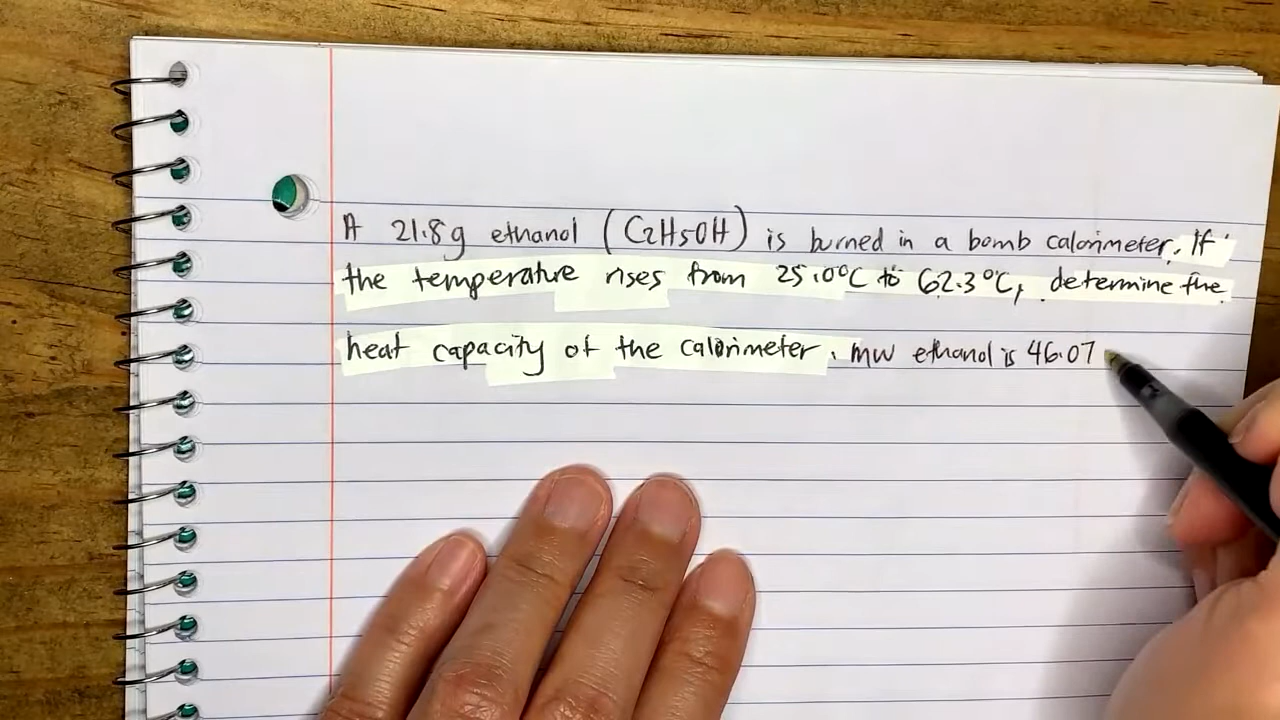 A 21.8g ethanol (C2H5OH) is burned in a bomb calorimeter. If
the temperature rises from 25.0°C to 62.3°C, determine the
heat capacity of the calorimeter. MW ethanol is 46.07